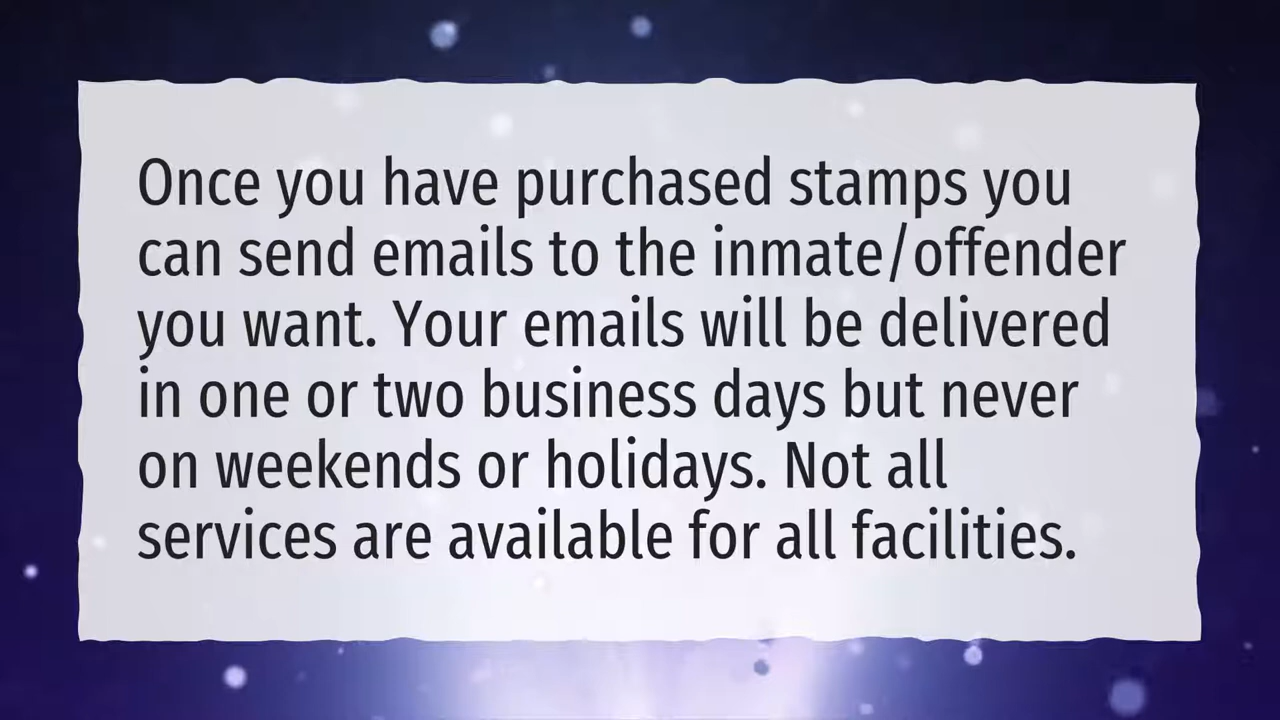 Once you have purchased stamps you
can send emails to the inmate/offender
you want. Your emails will be delivered
in one or two business days but never
on weekends or holidays. Not all
services are available for all facilities.